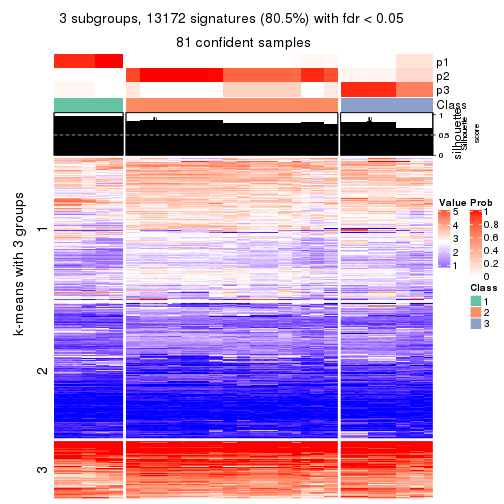 3 subgroups, 13172 signatures (80.5%) with fdr < 0.05
81 confident samples
p1
p2
p3
Class
1
0.5
0
silhouette
Silhouette
score
k-means with 3 groups
1
2
3
Value
5
4
3
2
1
Prob
1
0.8
0.6
0.4
0.2
0
Class
1
2
3